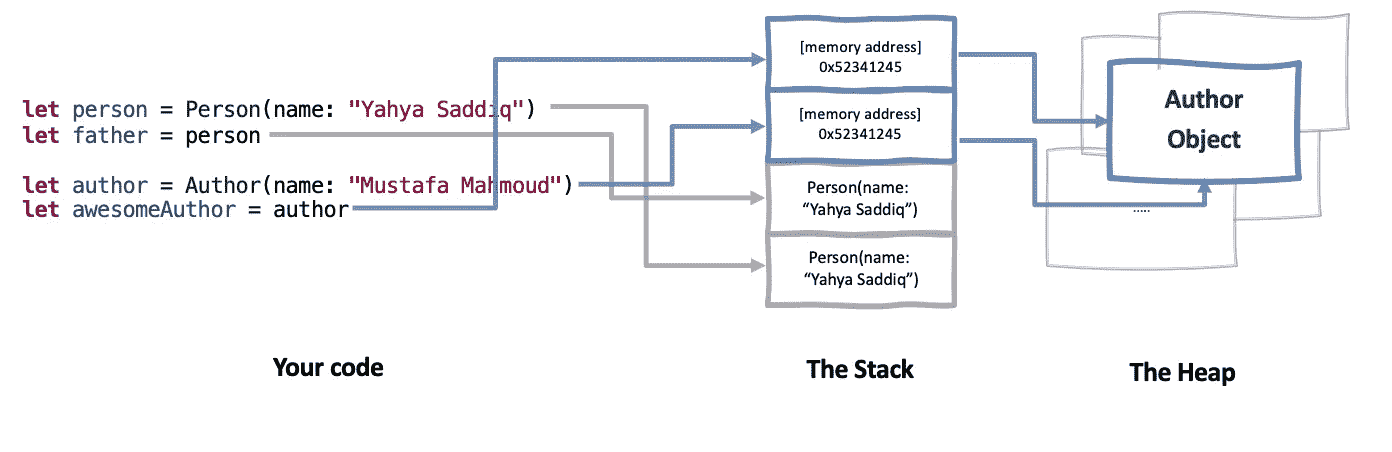 let person = Person(name: "Yahya Saddiq")
let father = person
let author = Author(name: "Mustafa Mahmoud")
let awesomeAuthor = author
[memory address]
0x52341245
[memory address]
0x52341245
Person(name:
“Yahya Saddiq”)
Person(name:
“Yahya Saddiq”)
Author
Object
.....
Your code
The Stack
The Heap